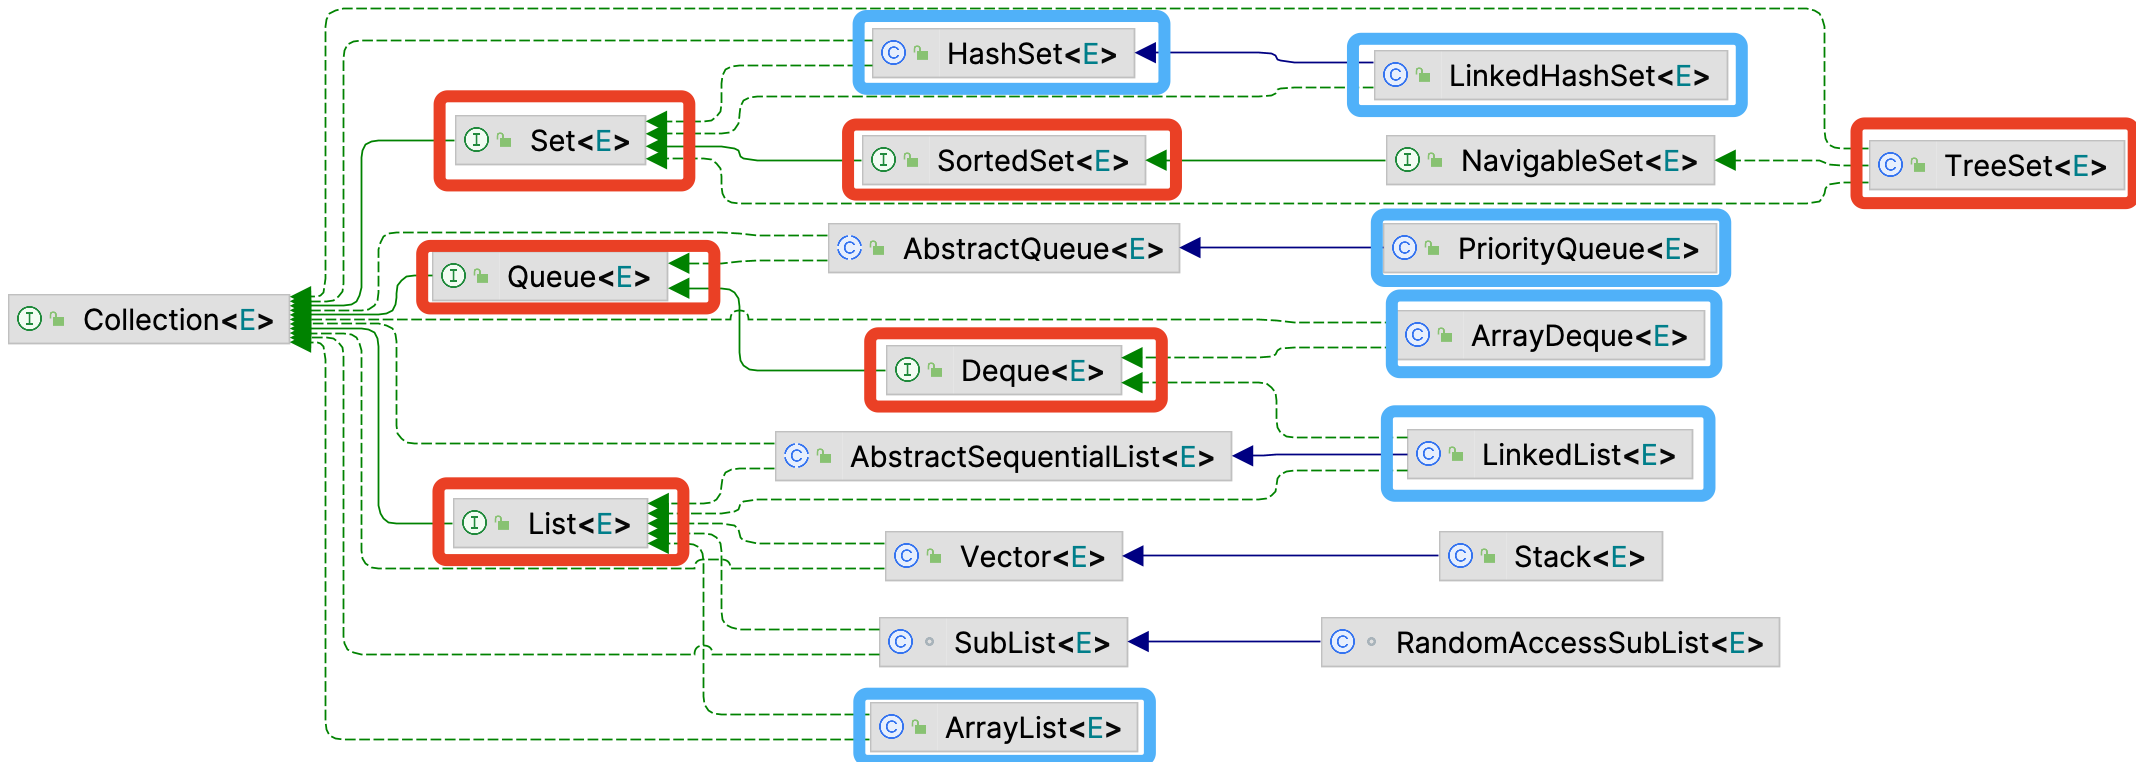 HashSet<E>
LinkedHashSet<E>
Set<E>
SortedSet<E>
NavigableSet<E>
TreeSet<E>
AbstractQueue<E>
PriorityQueue<E>
Queue<E>
Collection<E>
ArrayDeque<E>
Deque<E>
AbstractSequentialList<E>
LinkedList<E>
List<E>
Vector<E>
Stack<E>
SubList<E>
RandomAccessSubList<E>
ArrayList<E>